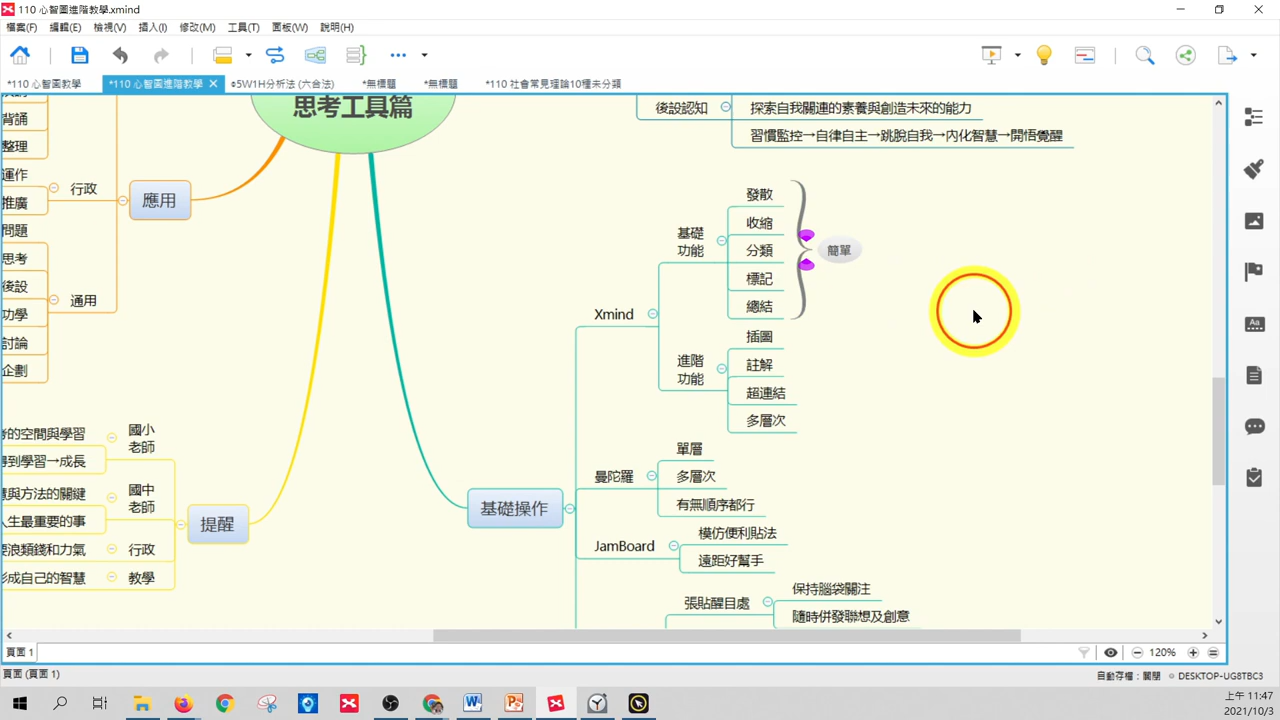 110 心智圖進階教學.xmind
檔案(F) 編輯(E) 檢視(V) 插入(I) 修改(M) 工具(T) 面板(W) 說明(H)
*110 心智圖教學 *110 心智圖進階教學 5W1H分析法 (六合法) *無標題 *無標題 *110 社會常見理論10種未分類
思考工具篇
背誦
整理
運作
推廣
行政
應用
問題
思考
後設
功學
討論
企劃
通用
後設認知
探索自我關連的素養與創造未來的能力
習慣監控→自律自主→跳脫自我→內化智慧→開悟覺醒
基礎操作
Xmind
基礎
功能
發散
收縮
分類
標記
總結
簡單
進階
功能
插圖
註解
超連結
多層次
曼陀羅
單層
多層次
有無順序都行
JamBoard
模仿便利貼法
遠距好幫手
張貼醒目處
保持腦袋關注
隨時併發聯想及創意
提醒
國小
老師
考的空間與學習
得到學習→成長
國中
老師
慧與方法的關鍵
人生最重要的事
行政
要浪類錢和力氣
教學
形成自己的智慧
頁面 1
120%
頁面 (頁面 1)
自動存檔：關閉
DESKTOP-UG8TBC3
上午 11:47
2021/10/3